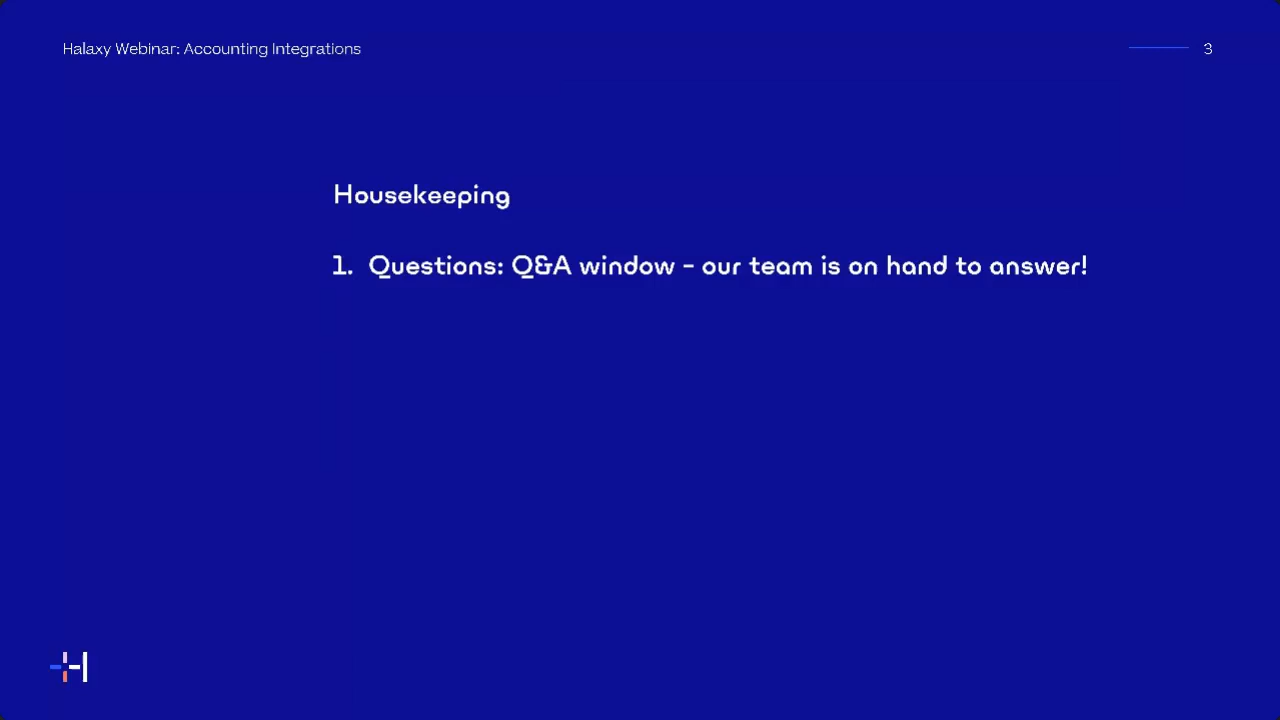 Halaxy Webinar: Accounting Integrations
3
Housekeeping
1. Questions: Q&A window - our team is on hand to answer!